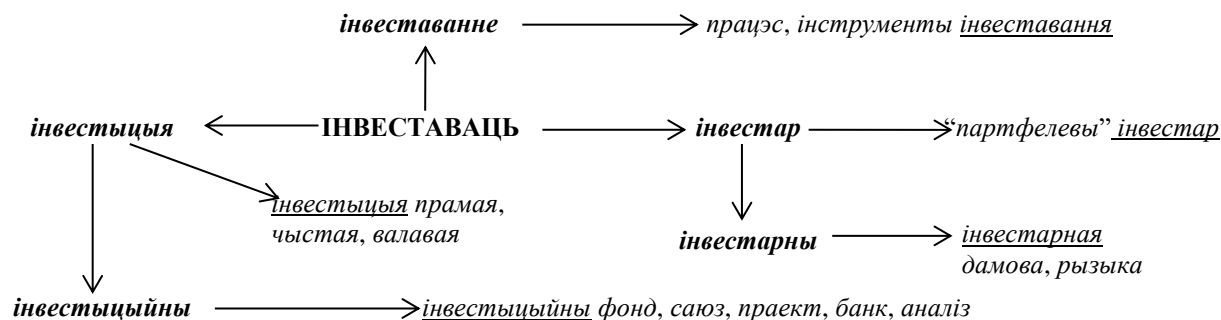 інвеставанне працэс, інструменты інвеставання
інвестыцыя ІНВЕСТАВАЦЬ інвестар “партфелевы” інвестар
інвестыцыя прамая,
чыстая, валавая
інвестарны інвестарная
дамова, рызыка
інвестыцыйны інвестыцыйны фонд, саюз, праект, банк, аналіз